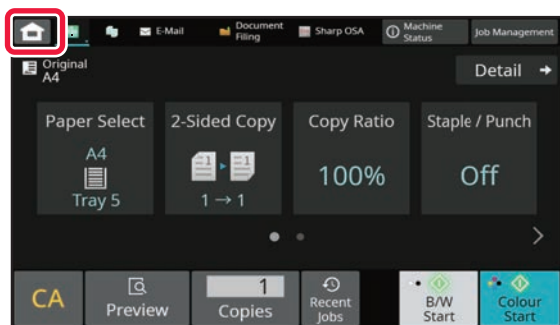 E-Mail
Document
Filing
Sharp OSA
Machine
Status
Job Management
Original
A4
Detail
Paper Select
A4
Tray 5
2-Sided Copy
1 → 1
Copy Ratio
100%
Staple / Punch
Off
CA
Preview
1
Copies
Recent
Jobs
B/W
Start
Colour
Start